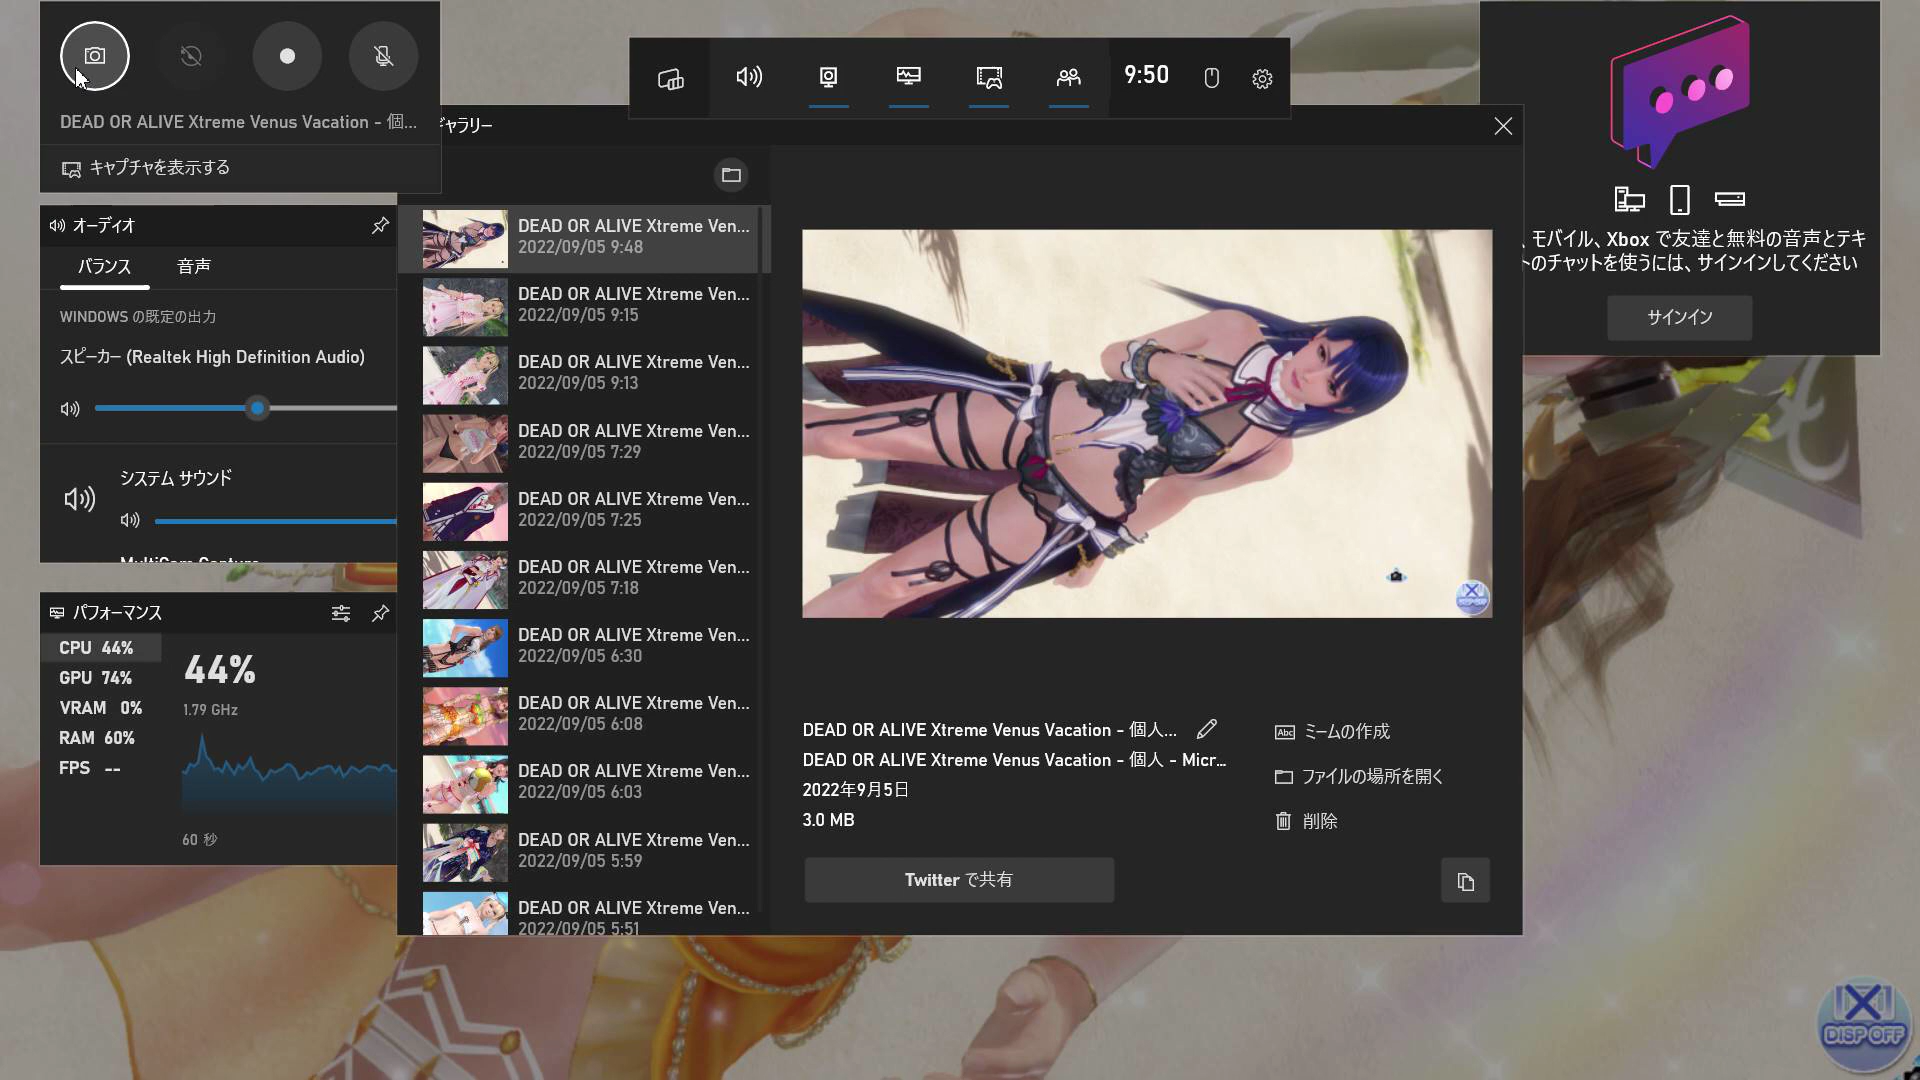 DEAD OR ALIVE Xtreme Venus Vacation - 個...
キャプチャを表示する
9:50
ギャラリー
オーディオ
バランス
音声
WINDOWS の既定の出力
スピーカー (Realtek High Definition Audio)
システム サウンド
MultiCam Capture
パフォーマンス
CPU 44%
GPU 74%
VRAM 0%
RAM 60%
FPS --
44%
1.79 GHz
60 秒
DEAD OR ALIVE Xtreme Ven...
2022/09/05 9:48
DEAD OR ALIVE Xtreme Ven...
2022/09/05 9:15
DEAD OR ALIVE Xtreme Ven...
2022/09/05 9:13
DEAD OR ALIVE Xtreme Ven...
2022/09/05 7:29
DEAD OR ALIVE Xtreme Ven...
2022/09/05 7:25
DEAD OR ALIVE Xtreme Ven...
2022/09/05 7:18
DEAD OR ALIVE Xtreme Ven...
2022/09/05 6:30
DEAD OR ALIVE Xtreme Ven...
2022/09/05 6:08
DEAD OR ALIVE Xtreme Ven...
2022/09/05 6:03
DEAD OR ALIVE Xtreme Ven...
2022/09/05 5:59
DEAD OR ALIVE Xtreme Ven...
2022/09/05 5:51
DISP OFF
DEAD OR ALIVE Xtreme Venus Vacation - 個人...
DEAD OR ALIVE Xtreme Venus Vacation - 個人 - Micr...
2022年9月5日
3.0 MB
Abc ミームの作成
ファイルの場所を開く
削除
Twitter で共有
、モバイル、Xbox で友達と無料の音声とテキ
トのチャットを使うには、サインインしてください
サインイン
DISP OFF